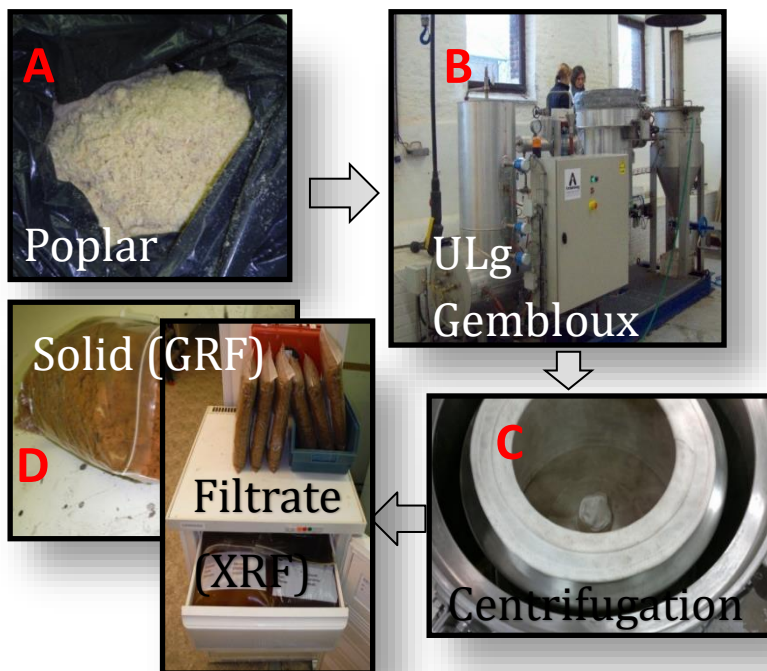 A
Poplar
B
ULg
Gembloux
C
Centrifugation
Solid (GRF)
D
Filtrate
(XRF)